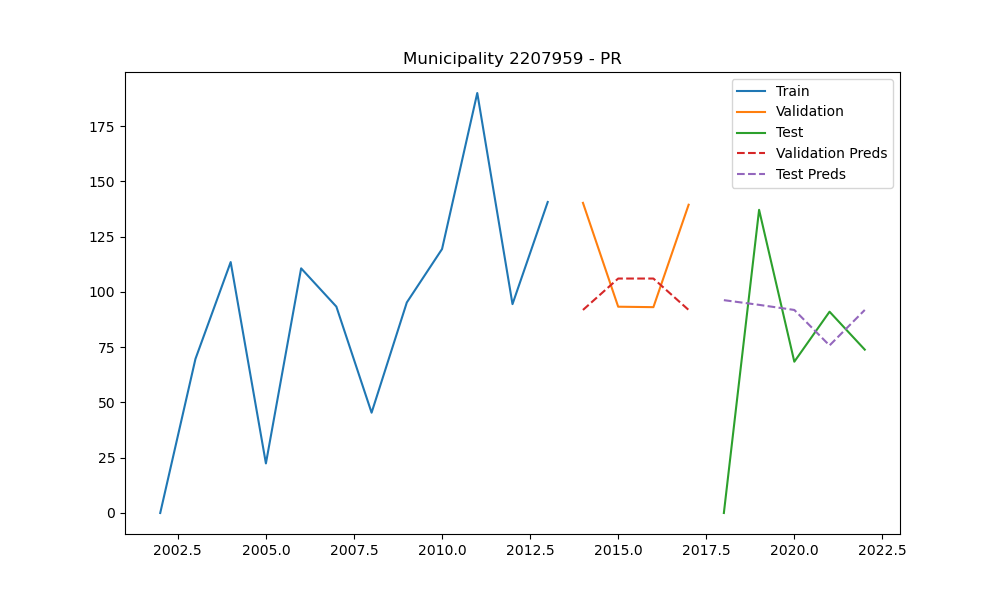 Municipality 2207959 - PR
Train
Validation
Test
Validation Preds
Test Preds
175
150
125
100
75
50
25
0
2002.5 2005.0 2007.5 2010.0 2012.5 2015.0 2017.5 2020.0 2022.5